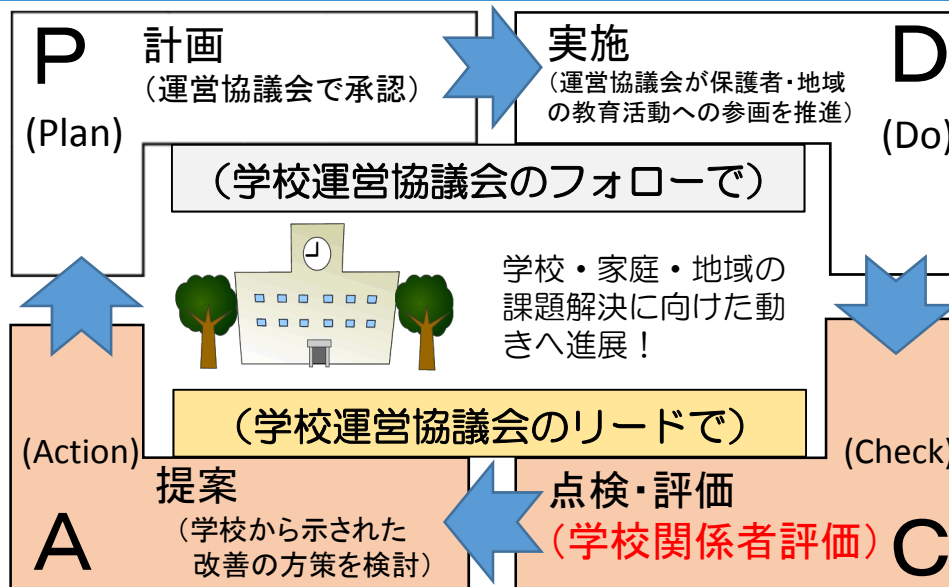 P
(Plan)
計画
(運営協議会で承認)
実施
(運営協議会が保護者・地域
の教育活動への参画を推進)
D
(Do)
(学校運営協議会のフォローで)
学校・家庭・地域の
課題解決に向けた動
きへ進展！
(学校運営協議会のリードで)
(Action)
A
提案
(学校から示された
改善の方策を検討)
点検・評価
(学校関係者評価)
(Check)
C